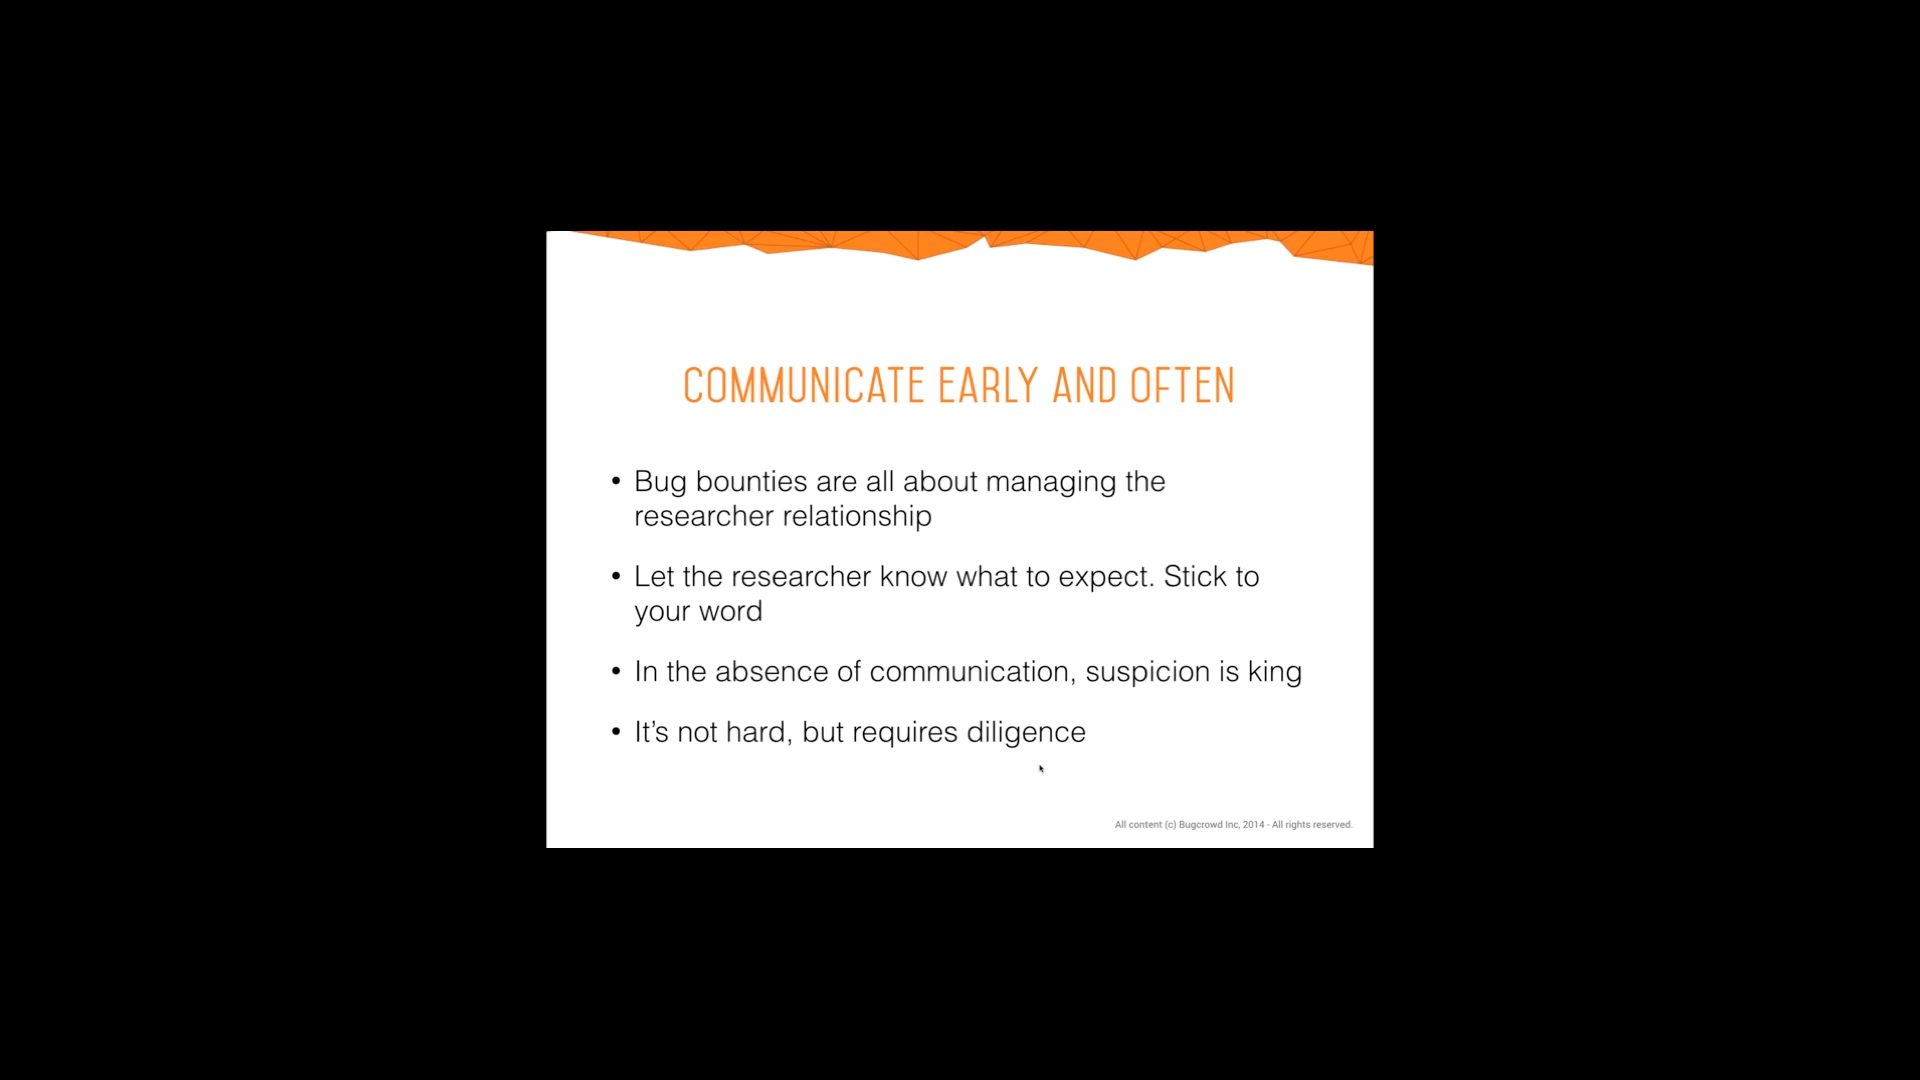 COMMUNICATE EARLY AND OFTEN
• Bug bounties are all about managing the
researcher relationship
• Let the researcher know what to expect. Stick to
your word
• In the absence of communication, suspicion is king
• It’s not hard, but requires diligence
All content (c) Bugcrowd Inc, 2014 - All rights reserved.